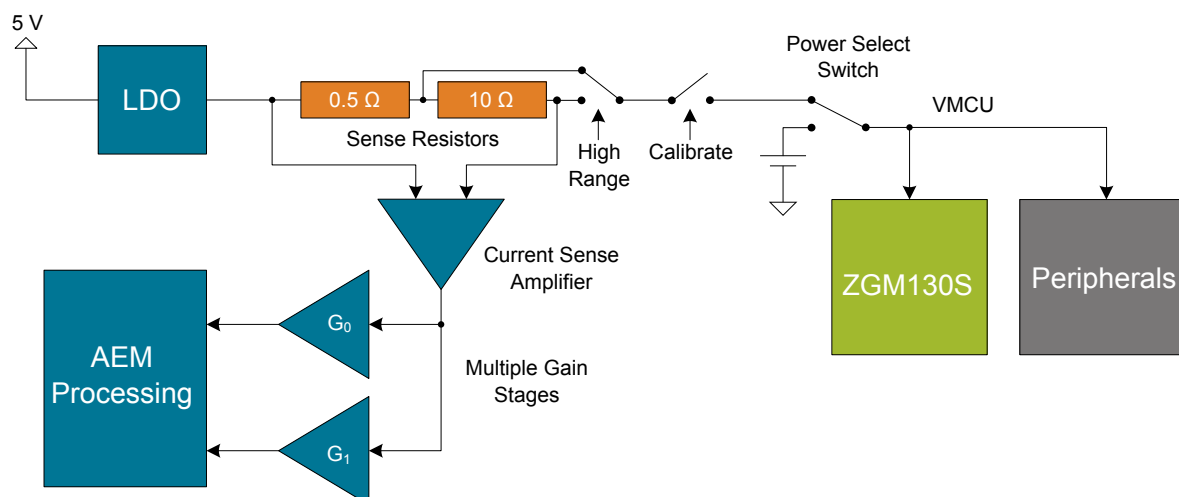 5 V
LDO
0.5 Ω
10 Ω
Sense Resistors
High
Range
Calibrate
Power Select
Switch
VMCU
Current Sense
Amplifier
ZGM130S
Peripherals
AEM
Processing
G0
Multiple Gain
Stages
G1